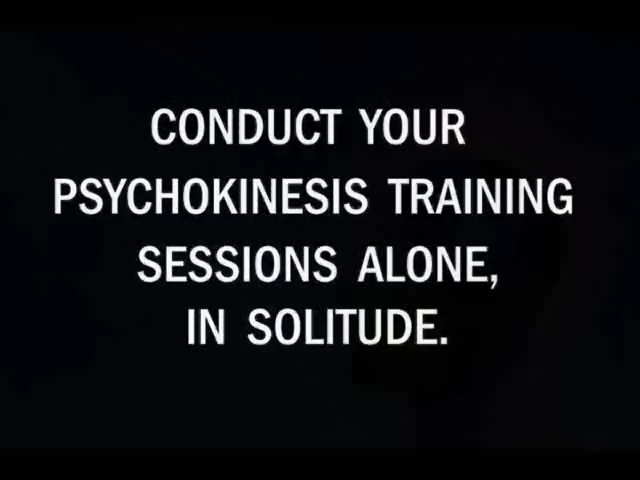 CONDUCT YOUR
PSYCHOKINESIS TRAINING
SESSIONS ALONE,
IN SOLITUDE.